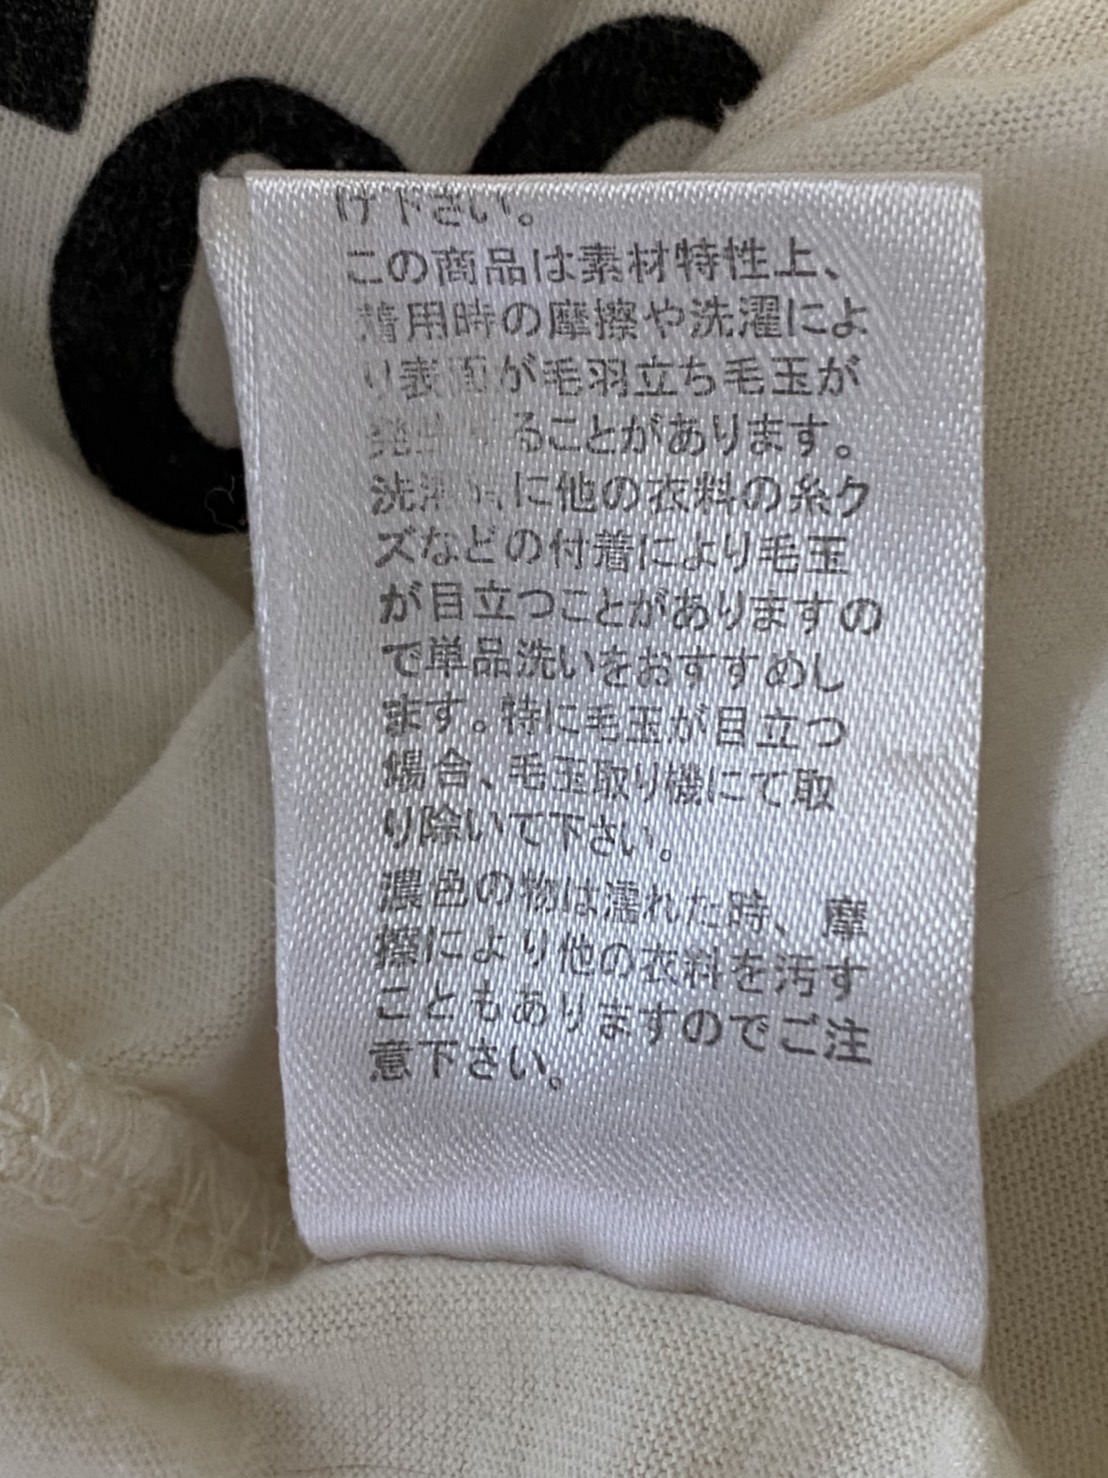 け下さい。
この商品は素材特性上、
着用時の摩擦や洗濯によ
り表面が毛羽立ち毛玉が
発生することがあります。
洗濯時に他の衣料の糸ク
ズなどの付着により毛玉
が目立つことがありますの
で単品洗いをおすすめし
ます。特に毛玉が目立つ
場合、毛玉取り機にて取
り除いて下さい。
濃色の物は濡れた時、摩
擦により他の衣料を汚す
こともありますのでご注
意下さい。